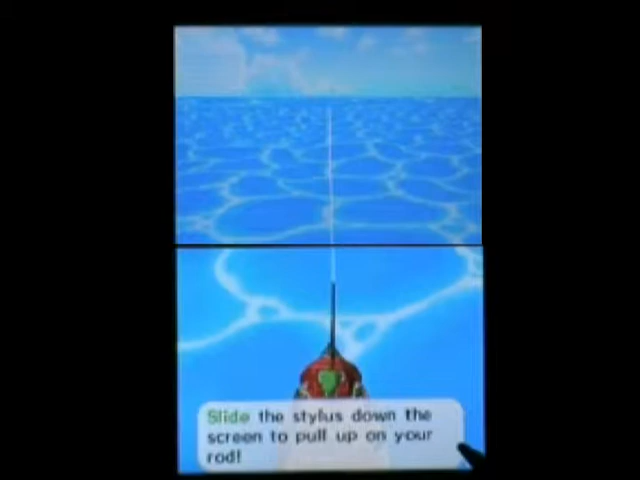 Slide the stylus down the
screen to pull up on your
rod!